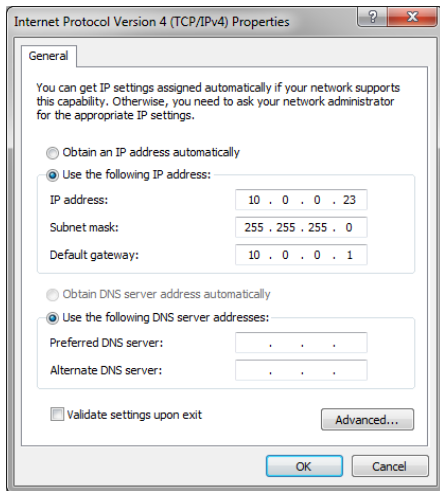 Internet Protocol Version 4 (TCP/IPv4) Properties
?
General
You can get IP settings assigned automatically if your network supports
this capability. Otherwise, you need to ask your network administrator
for the appropriate IP settings.
Obtain an IP address automatically
Use the following IP address:
IP address: 10 . 0 . 0 . 23
Subnet mask: 255 . 255 . 255 . 0
Default gateway: 10 . 0 . 0 . 1
Obtain DNS server address automatically
Use the following DNS server addresses:
Preferred DNS server: . . .
Alternate DNS server: . . .
Validate settings upon exit
Advanced...
OK Cancel